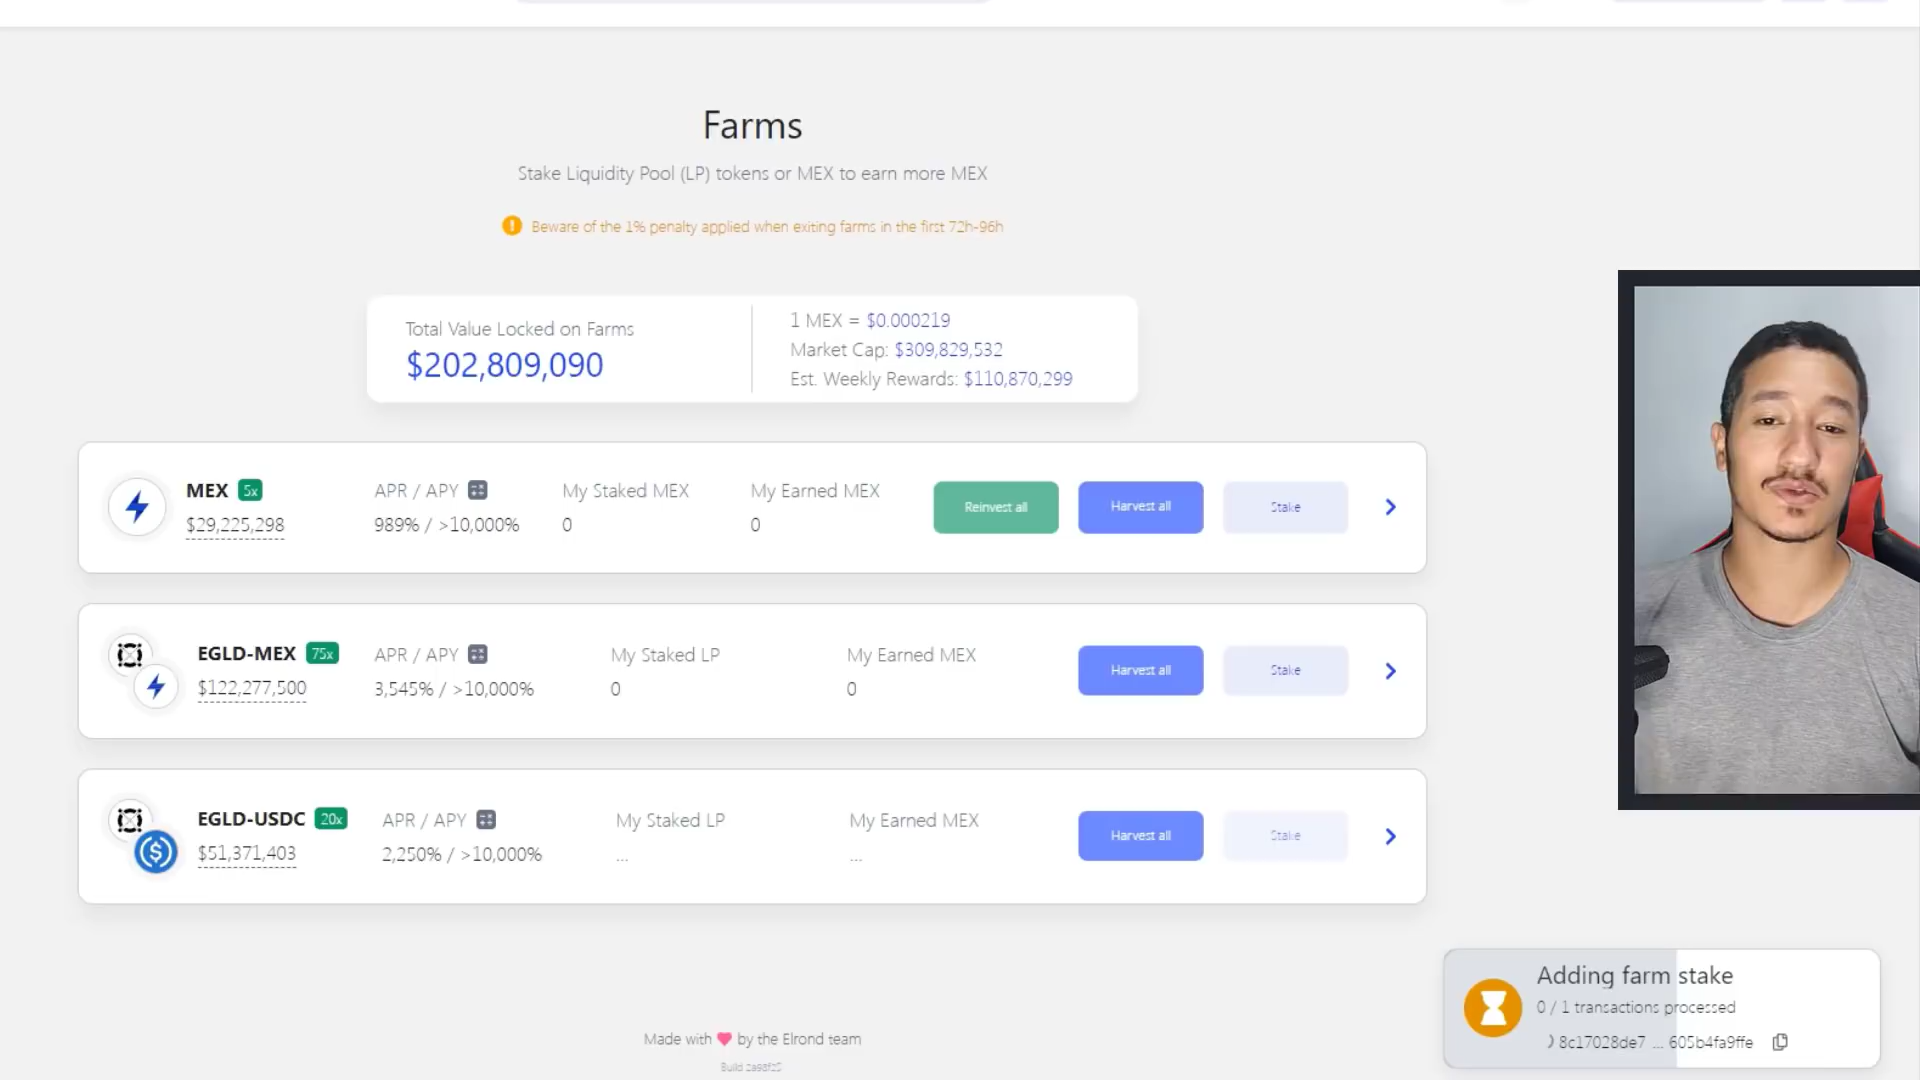 Farms
Stake Liquidity Pool (LP) tokens or MEX to earn more MEX
Beware of the 1% penalty applied when exiting farms in the first 72h-96h
Total Value Locked on Farms
$202,809,090
1 MEX = $0.000219
Market Cap: $309,829,532
Est. Weekly Rewards: $110,870,299
MEX 5x
$29,225,298
APR / APY
989% / >10,000%
My Staked MEX
0
My Earned MEX
0
Reinvest all
Harvest all
Stake
EGLD-MEX 75x
$122,277,500
APR / APY
3,545% / >10,000%
My Staked LP
0
My Earned MEX
0
Harvest all
Stake
EGLD-USDC 20x
$51,371,403
APR / APY
2,250% / >10,000%
My Staked LP
...
My Earned MEX
...
Harvest all
Stake
Adding farm stake
0 / 1 transactions processed
8c17028de7 ... 605b4fa9ffe
Made with ❤ by the Elrond team
Build